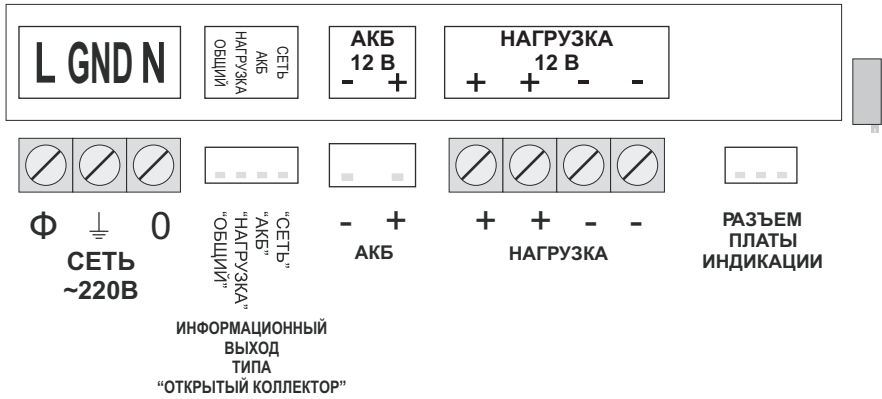 L GND N
СЕТЬ
АКБ
НАГРУЗКА
ОБЩИЙ
АКБ
12 В
- +
НАГРУЗКА
12 В
+ + - -
Ф ⏚ 0
СЕТЬ
~220В
“СЕТЬ”
“АКБ”
“НАГРУЗКА”
“ОБЩИЙ”
ИНФОРМАЦИОННЫЙ
ВЫХОД
ТИПА
“ОТКРЫТЫЙ КОЛЛЕКТОР”
- +
АКБ
+ + - -
НАГРУЗКА
РАЗЪЕМ
ПЛАТЫ
ИНДИКАЦИИ